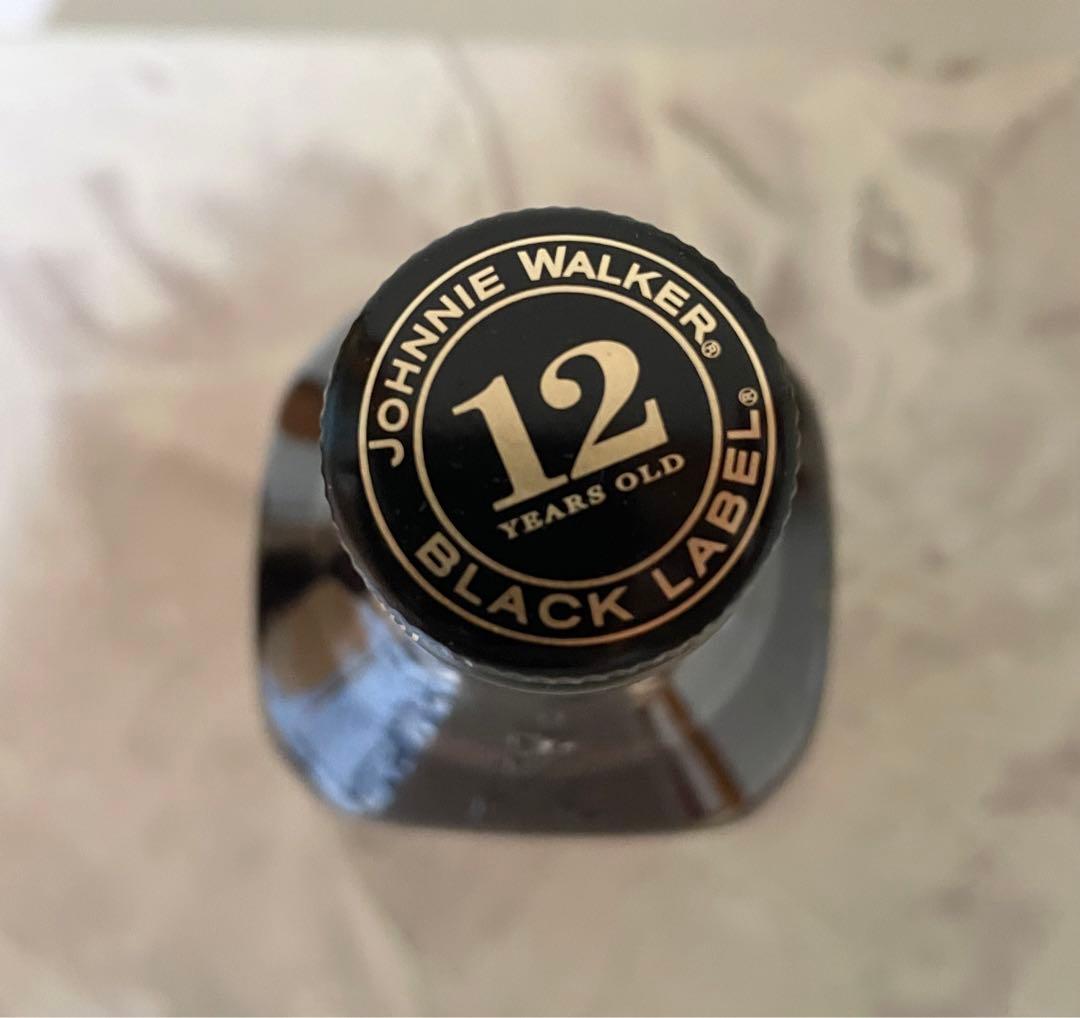 JOHNNIE WALKER®
12
YEARS OLD
BLACK LABEL®